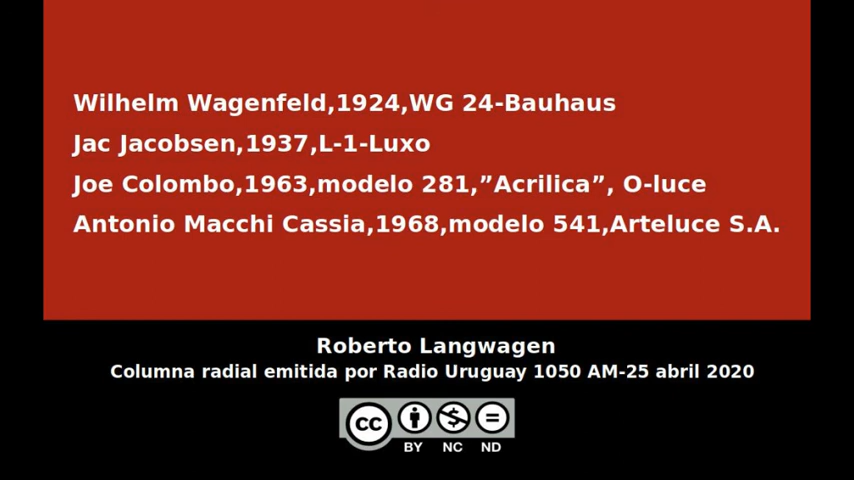 Wilhelm Wagenfeld,1924,WG 24-Bauhaus
Jac Jacobsen,1937,L-1-Luxo
Joe Colombo,1963,modelo 281,”Acrilica”, O-luce
Antonio Macchi Cassia,1968,modelo 541,Arteluce S.A.
Roberto Langwagen
Columna radial emitida por Radio Uruguay 1050 AM-25 abril 2020
CC
BY NC ND